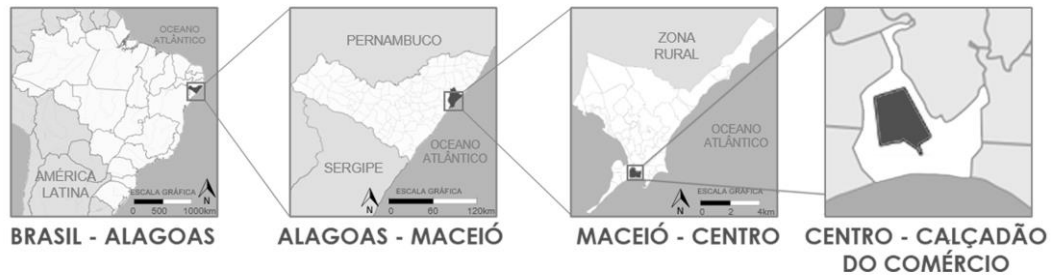 OCEANO
ATLÂNTICO
AMÉRICA
LATINA
ESCALA GRÁFICA
N
0 500 1000km
BRASIL - ALAGOAS
PERNAMBUCO
SERGIPE
OCEANO
ATLÂNTICO
ESCALA GRÁFICA
N
0 60 120km
ALAGOAS - MACEIÓ
ZONA
RURAL
OCEANO
ATLÂNTICO
ESCALA GRÁFICA
N
0 2 4km
MACEIÓ - CENTRO
CENTRO - CALÇADÃO
DO COMÉRCIO